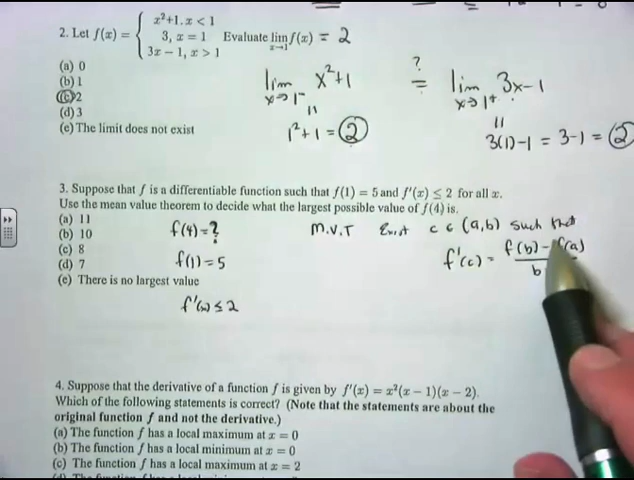 2. Let f(x) = { x²+1. x < 1
3, x = 1
3x − 1, x > 1
Evaluate lim x→1 f(x) = 2
(a) 0
(b) 1
(c) 2
(d) 3
(e) The limit does not exist
lim x→1⁻ x²+1 =? lim x→1⁺ 3x-1
1²+1 = 2
3(1)-1 = 3-1 = 2
3. Suppose that f is a differentiable function such that f(1) = 5 and f′(x) ≤ 2 for all x.
Use the mean value theorem to decide what the largest possible value of f(4) is.
(a) 11
(b) 10
(c) 8
(d) 7
(e) There is no largest value
f(4)=?
f(1)=5
f'(x) ≤ 2
M.V.T Exist c ∈ (a,b) such that
f'(c) = f(b) - f(a)
b
4. Suppose that the derivative of a function f is given by f′(x) = x²(x − 1)(x − 2).
Which of the following statements is correct? (Note that the statements are about the
original function f and not the derivative.)
(a) The function f has a local maximum at x = 0
(b) The function f has a local minimum at x = 0
(c) The function f has a local maximum at x = 2